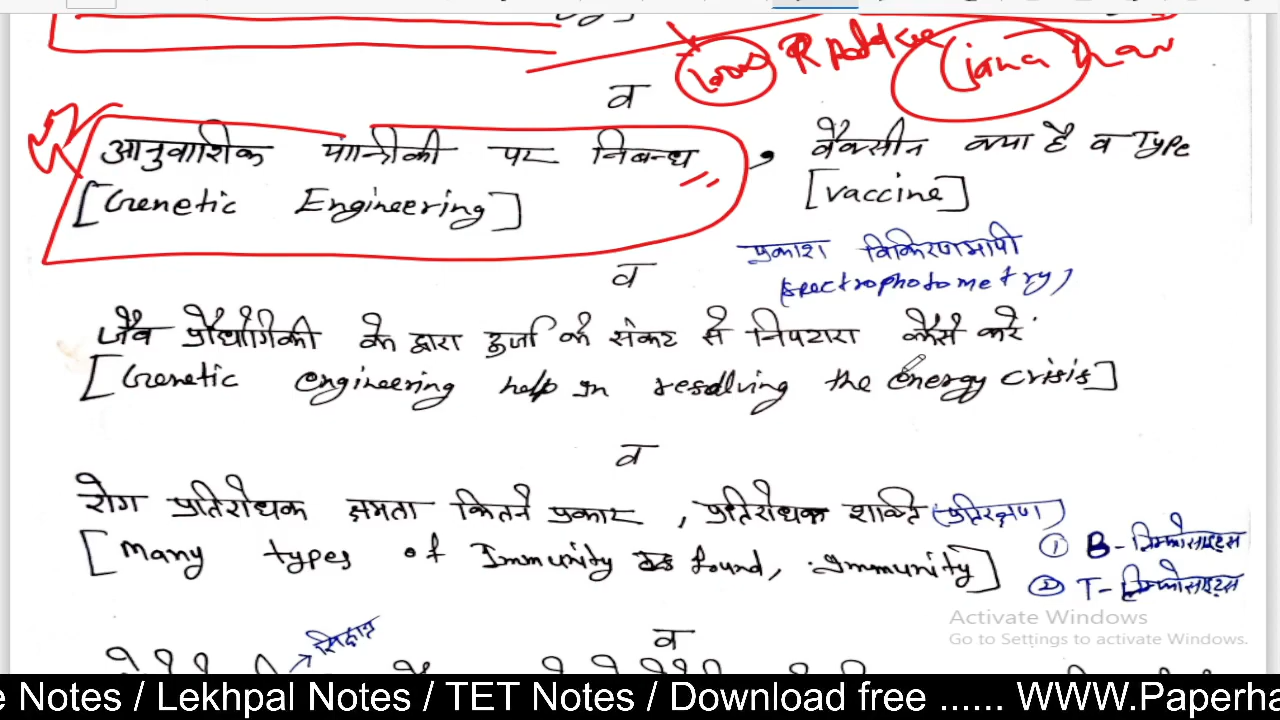 व
आनुवाशिक यान्त्रीकी पर निबन्ध , वैक्सीन क्या है व Type
[Genetic Engineering] [vaccine]
प्रकाश विकिरणमापी
(spectrophotometry)
व
जैव प्रौद्योगिकी के द्वारा ऊर्जा के संकट से निपटारा कैसे करें
[Genetic engineering help in resolving the energy crisis]
व
रोग प्रतिरोधक क्षमता कितने प्रकार , प्रतिरोधक शक्ति (प्रतिरक्षण)
[Many types of Immunity found, Immunity]
① B-लिम्फोसाइट्स
② T-लिम्फोसाइट्स
Activate Windows
Go to Settings to activate Windows.
व
e Notes / Lekhpal Notes / TET Notes / Download free ...... WWW.Paperha